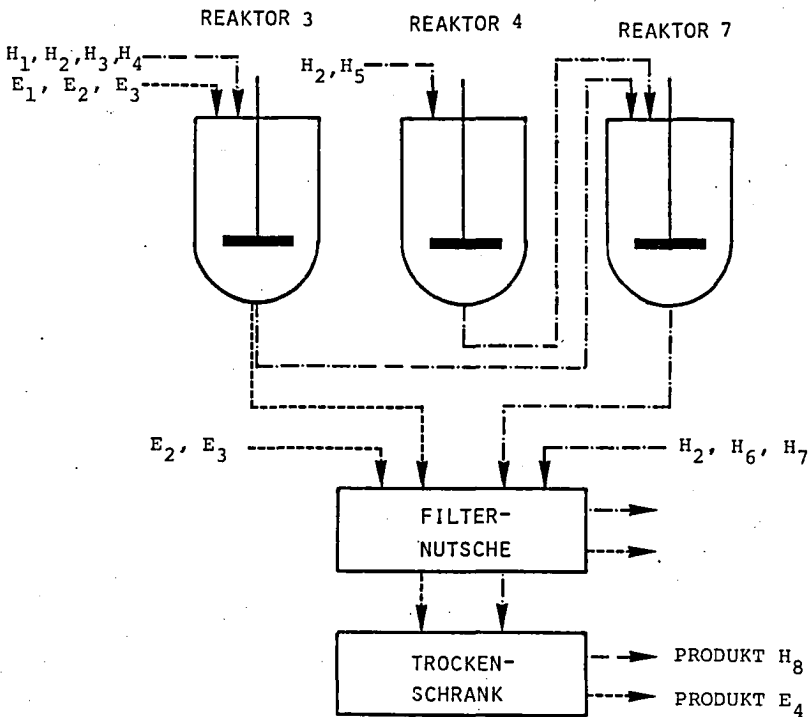 REAKTOR 3
REAKTOR 4
REAKTOR 7
H₁, H₂, H₃, H₄
E₁, E₂, E₃
H₂, H₅
E₂, E₃
H₂, H₆, H₇
FILTER-
NUTSCHE
TROCKEN-
SCHRANK
PRODUKT H₈
PRODUKT E₄